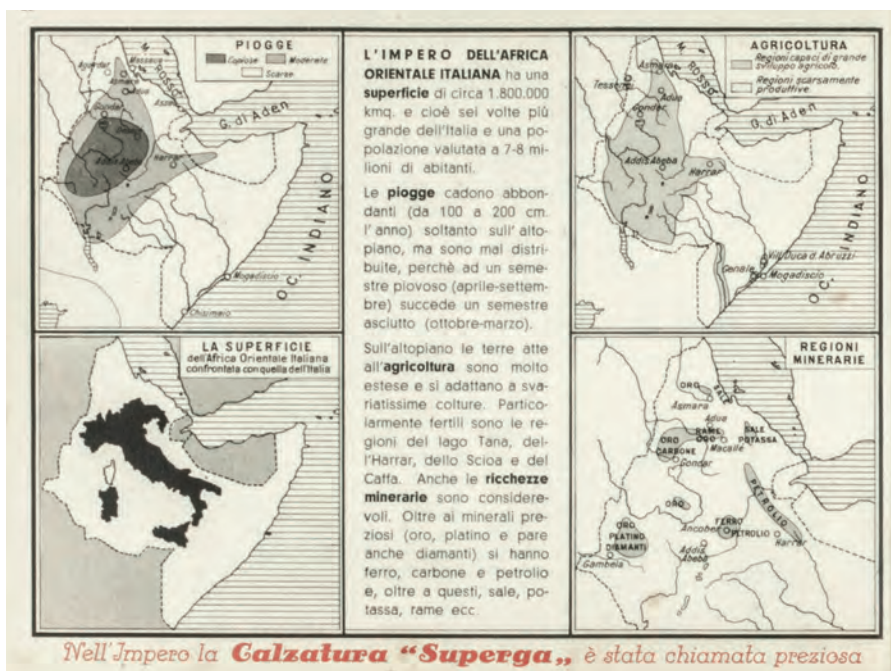 PIOGGE
Copiose Moderate
Scarse
Massaua
M. ROSSO
Asmara
Adua
Gondar
Addis Abeba
Harrar
G. di Aden
OC. INDIANO
Mogadiscio
Chisimaio
L'IMPERO DELL'AFRICA
ORIENTALE ITALIANA ha una
superficie di circa 1.800.000
kmq. e cioè sei volte più
grande dell'Italia e una po-
polazione valutata a 7-8 mi-
lioni di abitanti.
Le piogge cadono abbon-
danti (da 100 a 200 cm.
l'anno) soltanto sull'alto-
piano, ma sono mal distri-
buite, perchè ad un seme-
stre piovoso (aprile-settem-
bre) succede un semestre
asciutto (ottobre-marzo).
Sull'altopiano le terre atte
all'agricoltura sono molto
estese e si adattano a sva-
riatissime colture. Partico-
larmente fertili sono le re-
gioni del lago Tana, del-
l'Harrar, dello Scioa e del
Caffa. Anche le ricchezze
minerarie sono considere-
voli. Oltre ai minerali pre-
ziosi (oro, platino e pare
anche diamanti) si hanno
ferro, carbone e petrolio
e, oltre a questi, sale, po-
tassa, rame ecc.
AGRICOLTURA
Regioni capaci di grande
sviluppo agricolo.
Regioni scarsamente
produttive.
M. ROSSO
Asmara
Adua
Gondar
Addis Abeba
Harrar
G. di Aden
OC. INDIANO
Vill. Duca d. Abruzzi
Genale
Mogadiscio
LA SUPERFICIE
dell'Africa Orientale Italiana
confrontata con quella dell'Italia
REGIONI
MINERARIE
ORO
SALE
Asmara
Adua
RAME
ORO
Macallè
SALE
POTASSA
ORO
CARBONE
Gondar
PETROLIO
ORO
FERRO
Ancober
PETROLIO
Harrar
ORO
PLATINO
DIAMANTI
Gambela
Addis
Abeba
Nell'Impero la Calzatura “Superga„ è stata chiamata preziosa